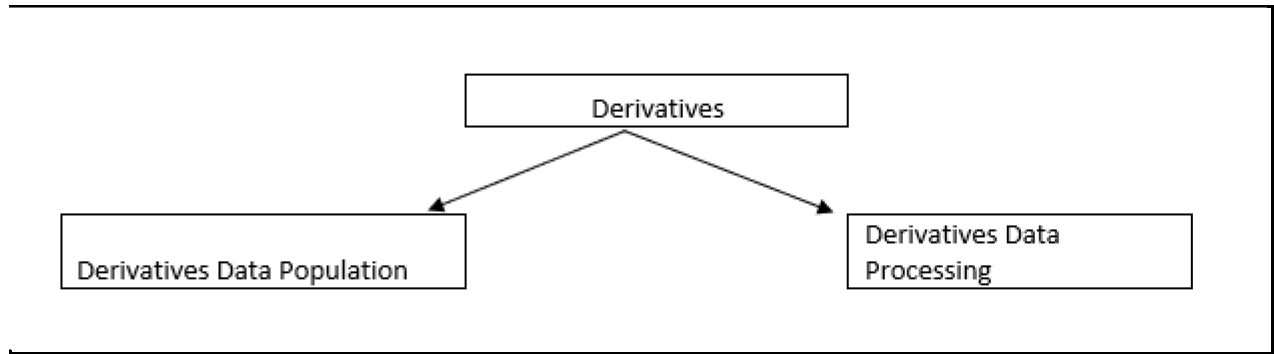 Derivatives
Derivatives Data Population
Derivatives Data
Processing